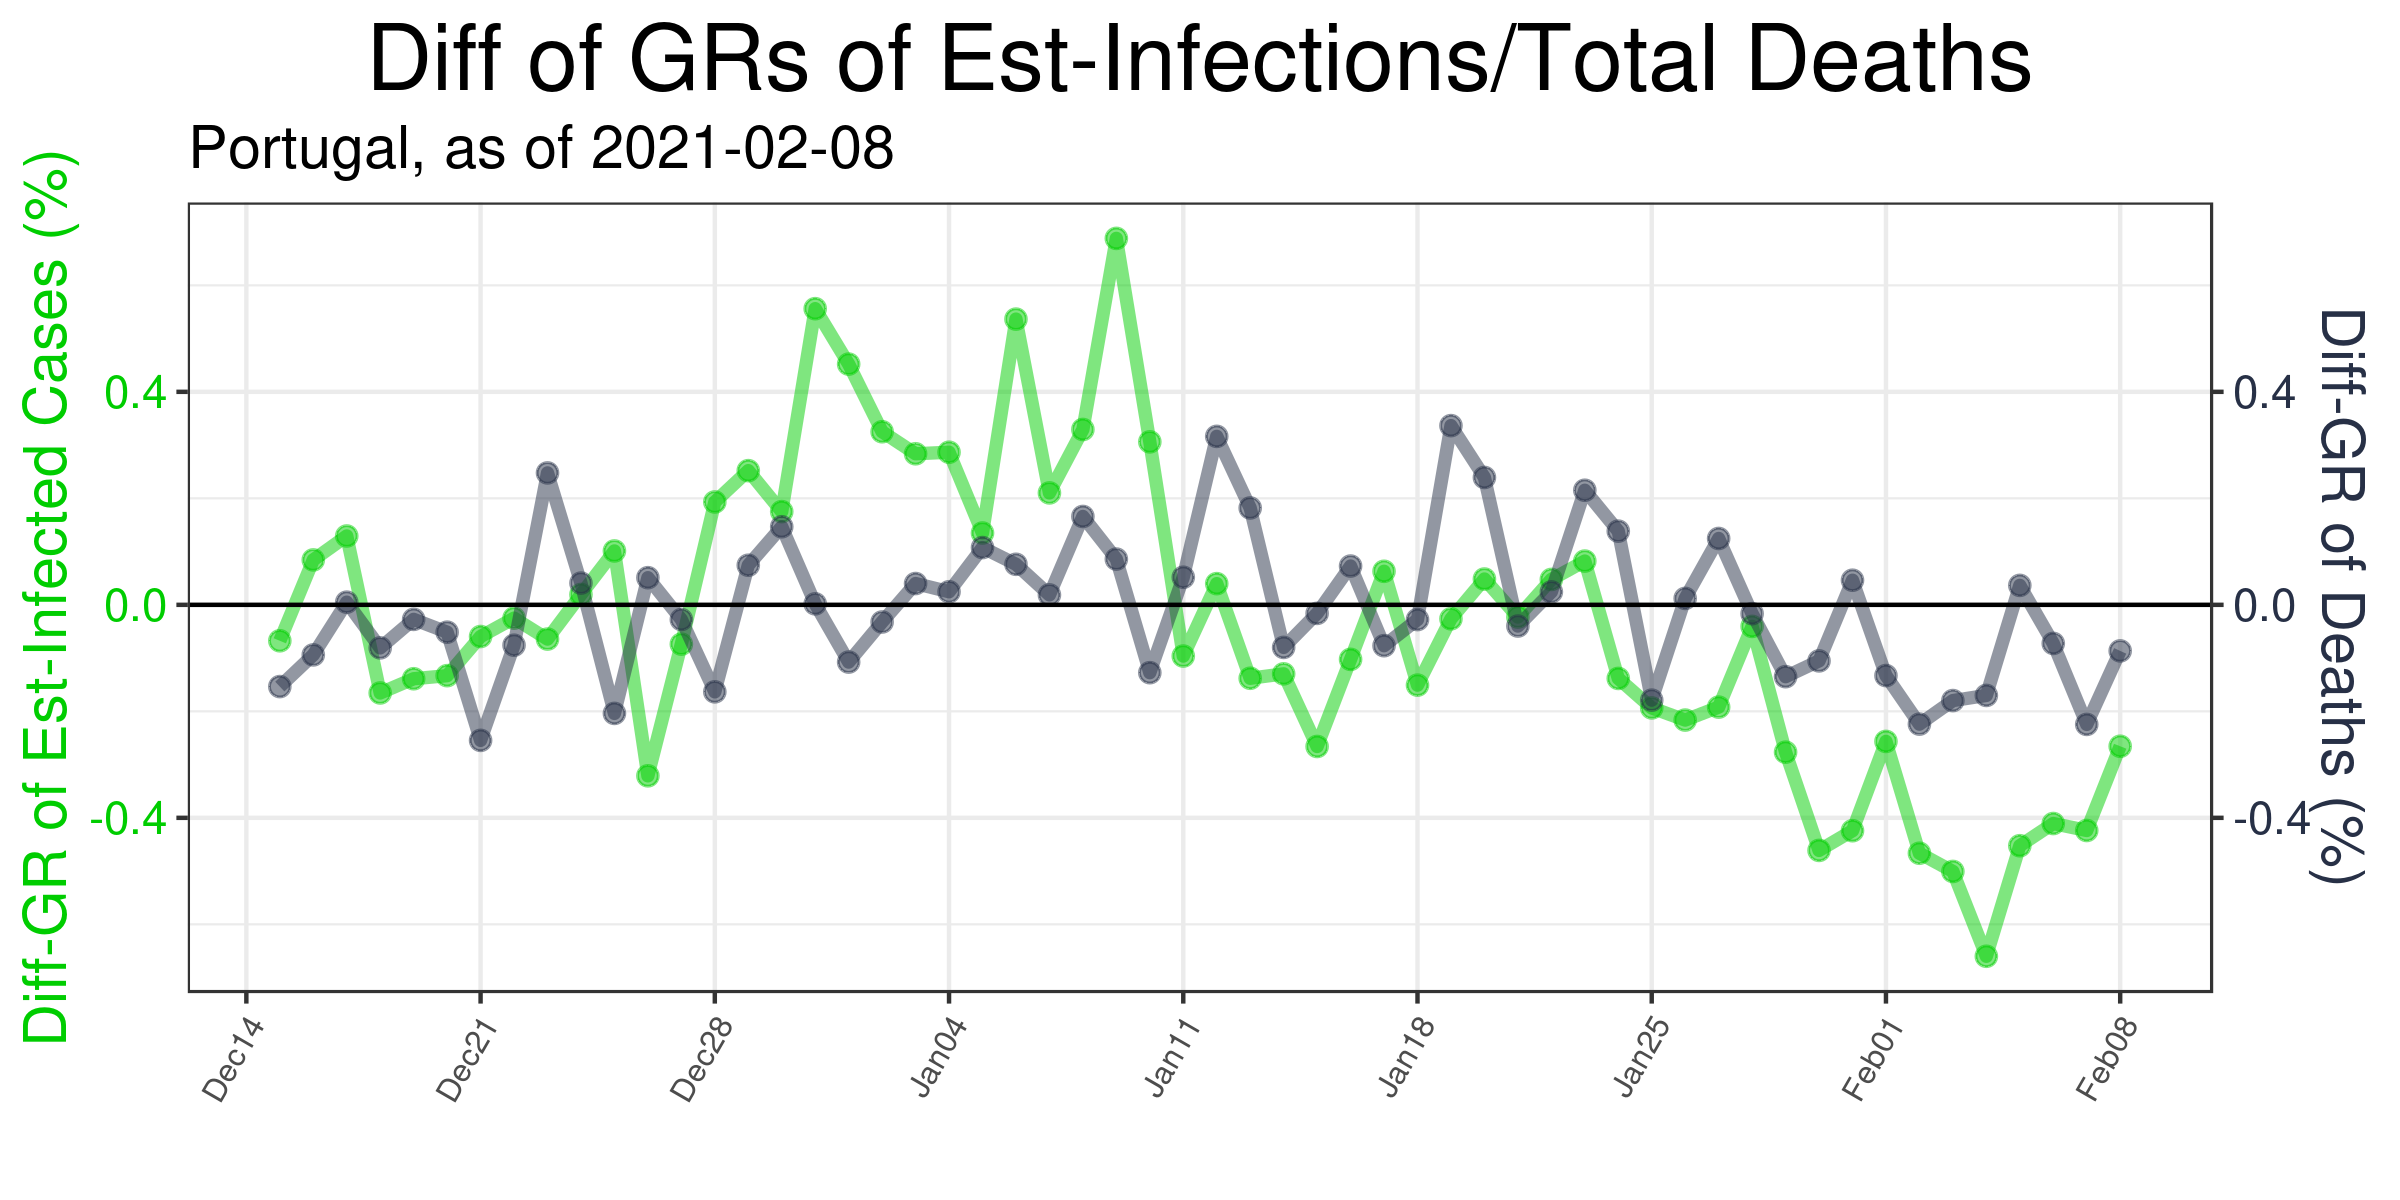 Diff of GRs of Est-Infections/Total Deaths
Portugal, as of 2021-02-08
Diff-GR of Est-Infected Cases (%)
0.4
0.0
-0.4
0.4
0.0
-0.4
Diff-GR of Deaths (%)
Dec14
Dec21
Dec28
Jan04
Jan11
Jan18
Jan25
Feb01
Feb08